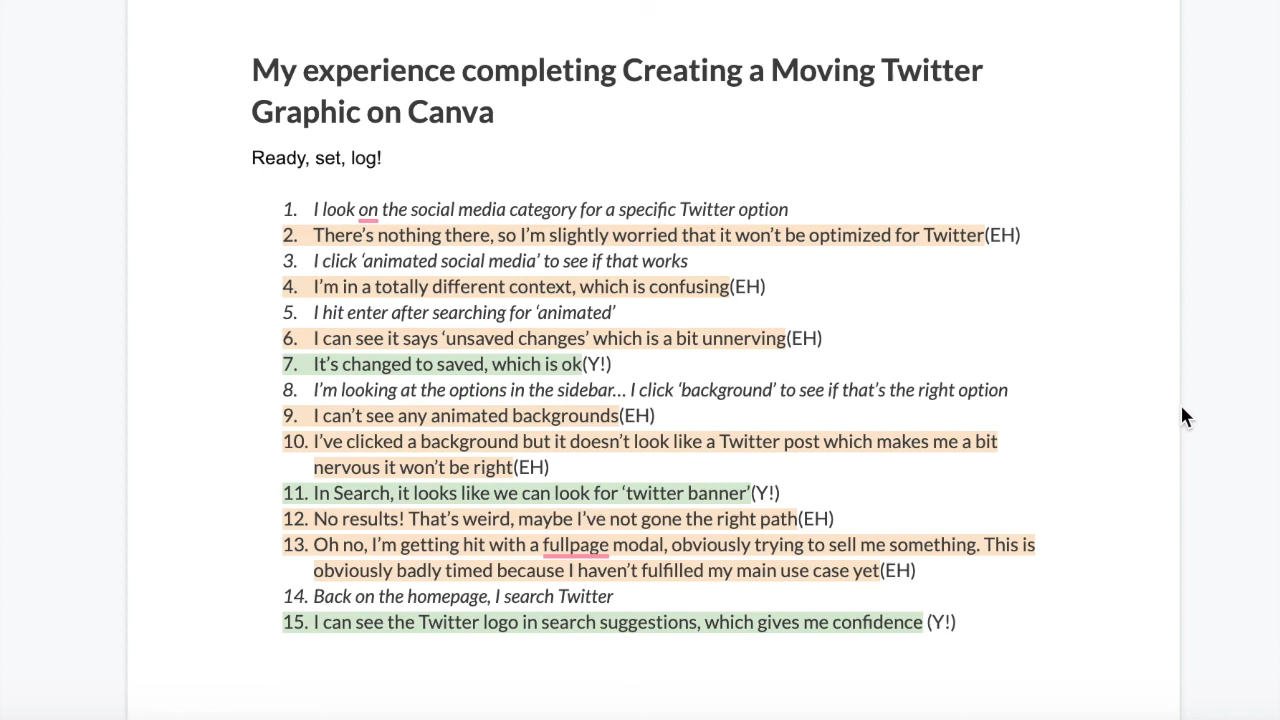 My experience completing Creating a Moving Twitter
Graphic on Canva
Ready, set, log!
1. I look on the social media category for a specific Twitter option
2. There’s nothing there, so I’m slightly worried that it won’t be optimized for Twitter(EH)
3. I click ‘animated social media’ to see if that works
4. I’m in a totally different context, which is confusing(EH)
5. I hit enter after searching for ‘animated’
6. I can see it says ‘unsaved changes’ which is a bit unnerving(EH)
7. It’s changed to saved, which is ok(Y!)
8. I’m looking at the options in the sidebar... I click ‘background’ to see if that’s the right option
9. I can’t see any animated backgrounds(EH)
10. I’ve clicked a background but it doesn’t look like a Twitter post which makes me a bit
nervous it won’t be right(EH)
11. In Search, it looks like we can look for ‘twitter banner’(Y!)
12. No results! That’s weird, maybe I’ve not gone the right path(EH)
13. Oh no, I’m getting hit with a fullpage modal, obviously trying to sell me something. This is
obviously badly timed because I haven’t fulfilled my main use case yet(EH)
14. Back on the homepage, I search Twitter
15. I can see the Twitter logo in search suggestions, which gives me confidence (Y!)